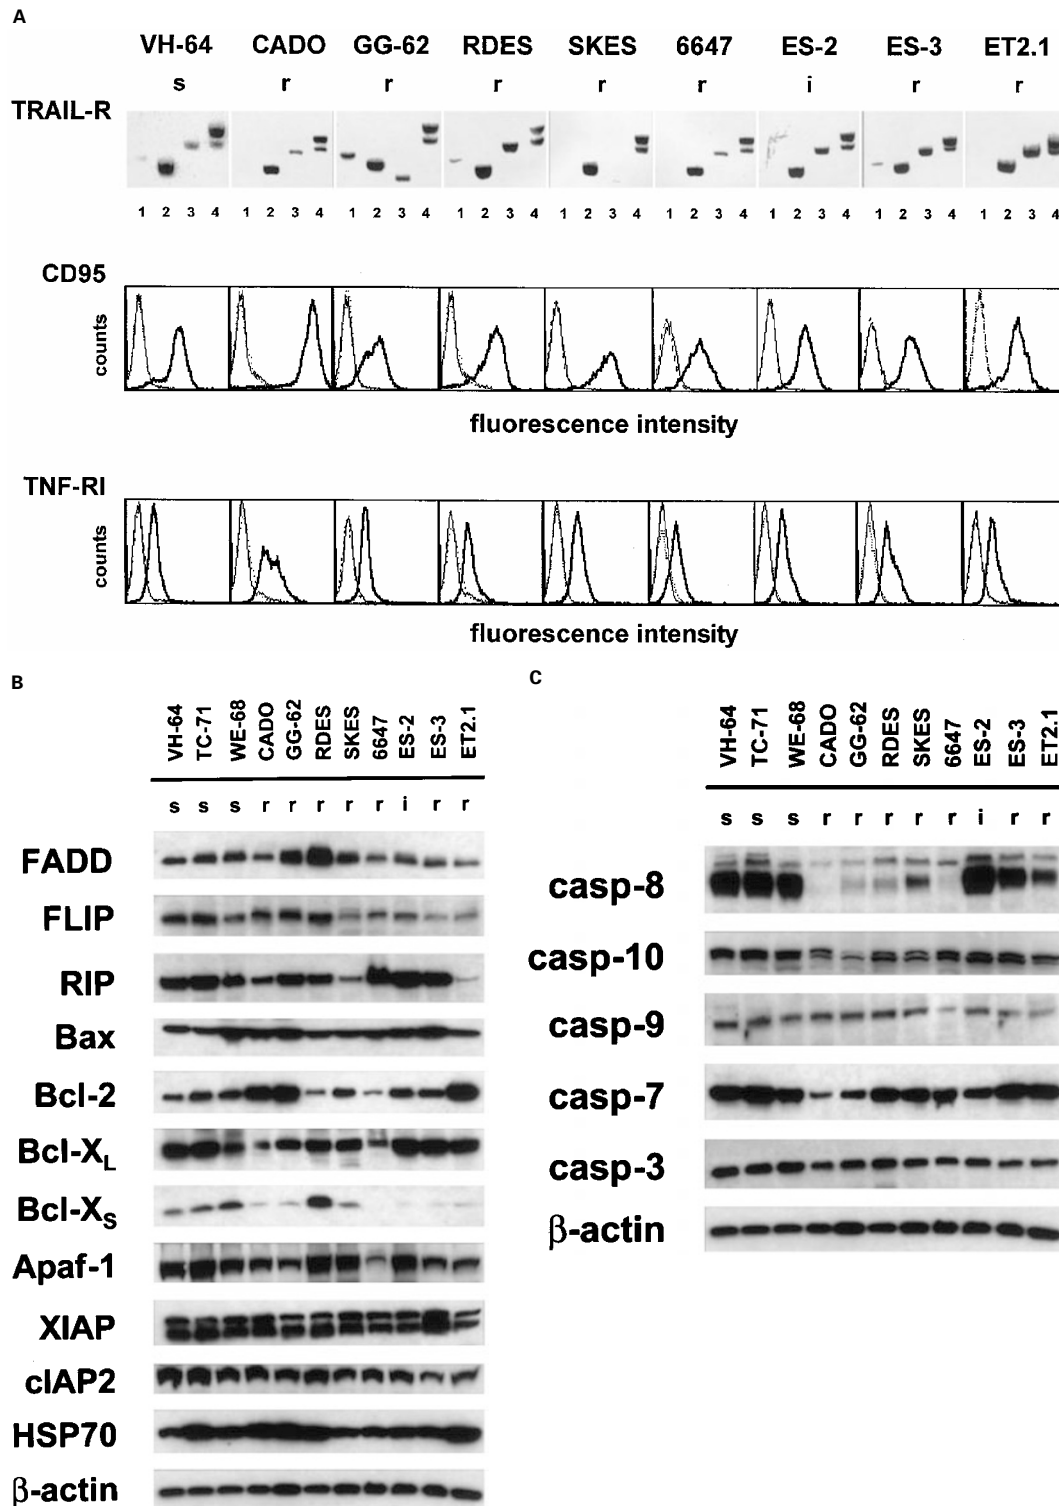 A
VH-64 CADO GG-62 RDES SKES 6647 ES-2 ES-3 ET2.1
s r r r r r i r r
TRAIL-R
1 2 3 4 1 2 3 4 1 2 3 4 1 2 3 4 1 2 3 4 1 2 3 4 1 2 3 4 1 2 3 4 1 2 3 4
CD95
counts
fluorescence intensity
TNF-RI
counts
fluorescence intensity
B
VH-64 TC-71 WE-68 CADO GG-62 RDES SKES 6647 ES-2 ES-3 ET2.1
s s s r r r r r i r r
FADD
FLIP
RIP
Bax
Bcl-2
Bcl-XL
Bcl-XS
Apaf-1
XIAP
cIAP2
HSP70
β-actin
C
VH-64 TC-71 WE-68 CADO GG-62 RDES SKES 6647 ES-2 ES-3 ET2.1
s s s r r r r r i r r
casp-8
casp-10
casp-9
casp-7
casp-3
β-actin